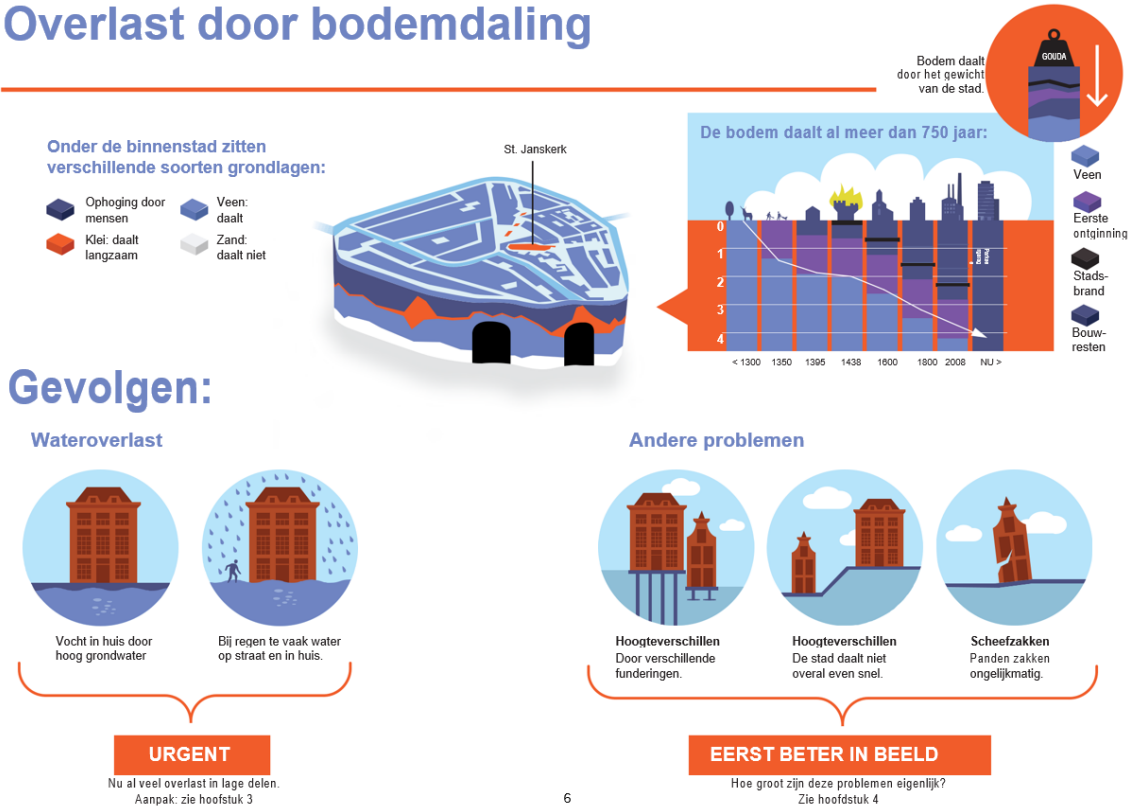 Overlast door bodemdaling
Bodem daalt
door het gewicht
van de stad.
GOUDA
Onder de binnenstad zitten
verschillende soorten grondlagen:
Ophoging door
mensen
Veen:
daalt
Klei: daalt
langzaam
Zand:
daalt niet
St. Janskerk
De bodem daalt al meer dan 750 jaar:
0
1
2
3
4
< 1300 1350 1395 1438 1600 1800 2008 NU >
Veen
Eerste
ontginning
Stads-
brand
Bouw-
resten
Gevolgen:
Wateroverlast
Vocht in huis door
hoog grondwater
Bij regen te vaak water
op straat en in huis.
URGENT
Nu al veel overlast in lage delen.
Aanpak: zie hoofstuk 3
Andere problemen
Hoogteverschillen
Door verschillende
funderingen.
Hoogteverschillen
De stad daalt niet
overal even snel.
Scheefzakken
Panden zakken
ongelijkmatig.
EERST BETER IN BEELD
Hoe groot zijn deze problemen eigenlijk?
Zie hoofdstuk 4
6